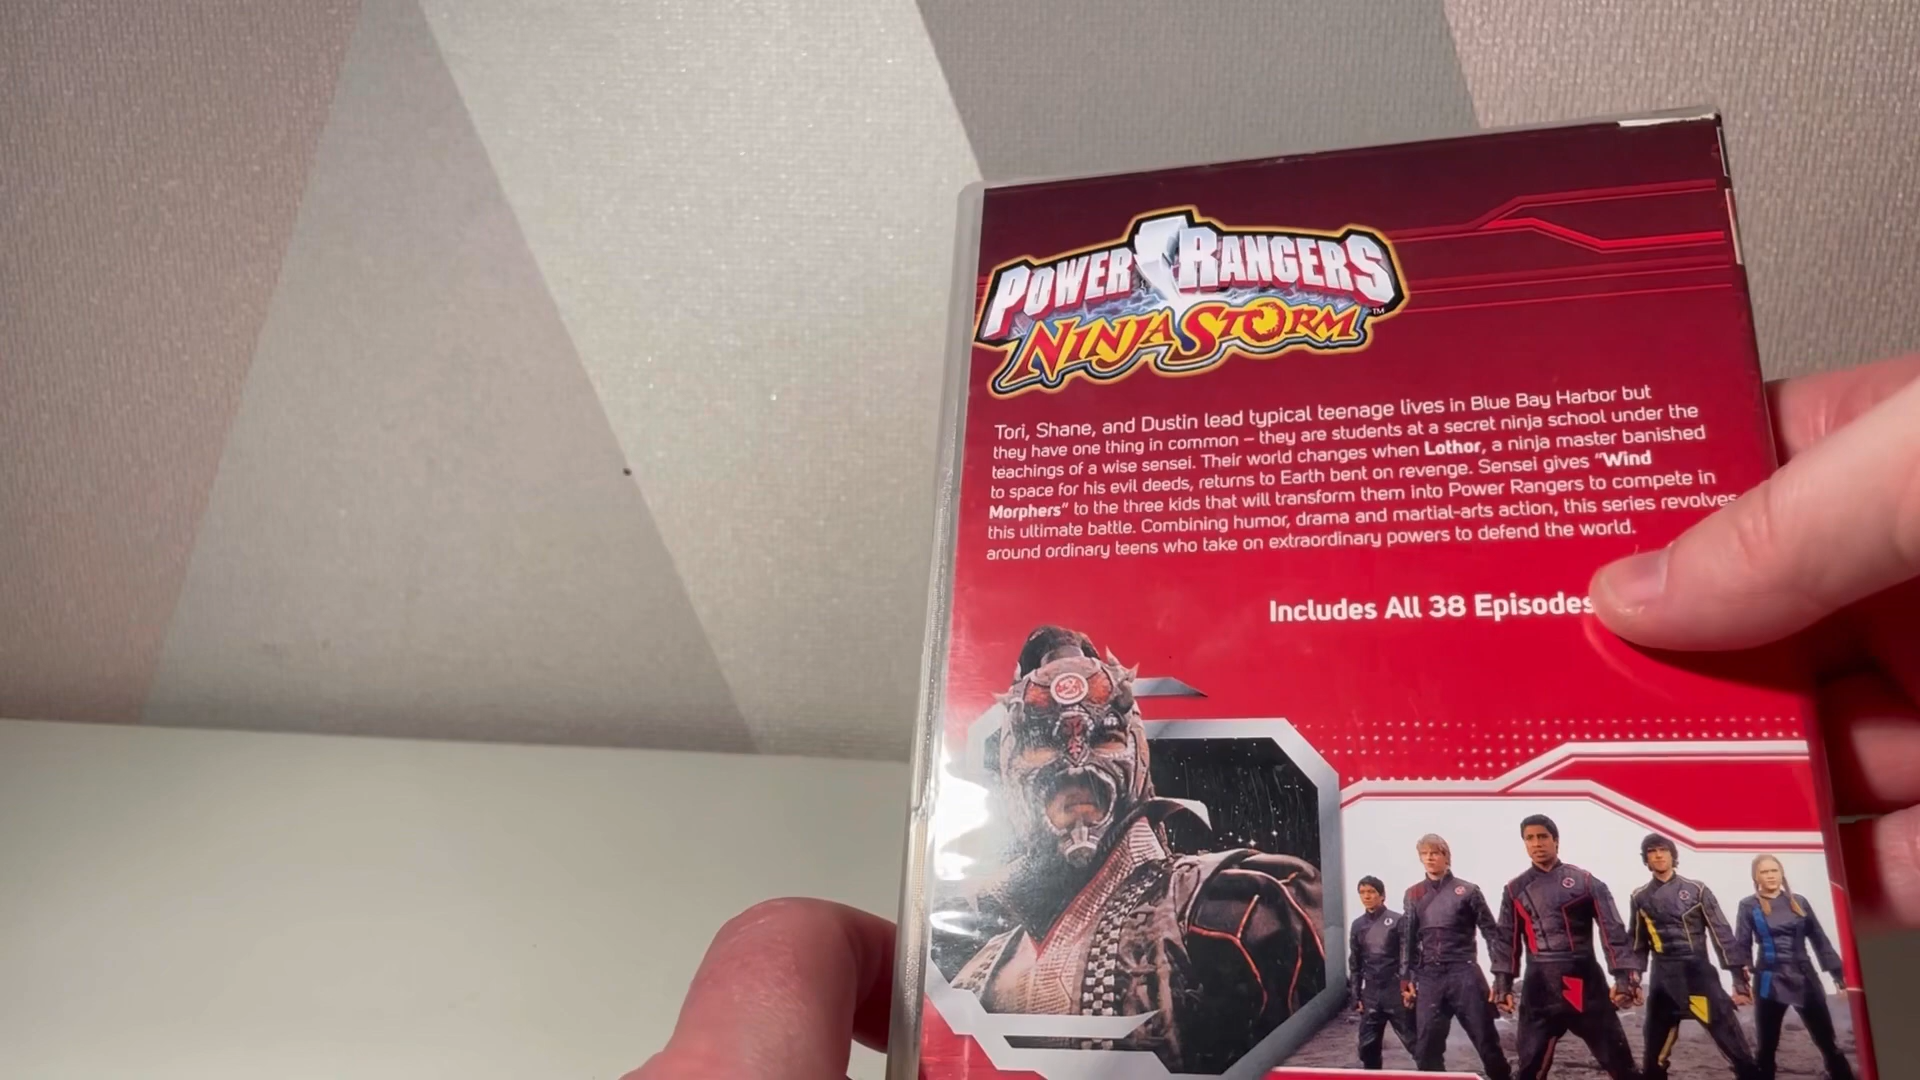 POWER RANGERS
NINJA STORM
TM
Tori, Shane, and Dustin lead typical teenage lives in Blue Bay Harbor but
they have one thing in common – they are students at a secret ninja school under the
teachings of a wise sensei. Their world changes when Lothor, a ninja master banished
to space for his evil deeds, returns to Earth bent on revenge. Sensei gives "Wind
Morphers" to the three kids that will transform them into Power Rangers to compete in
this ultimate battle. Combining humor, drama and martial-arts action, this series revolves
around ordinary teens who take on extraordinary powers to defend the world.
Includes All 38 Episodes